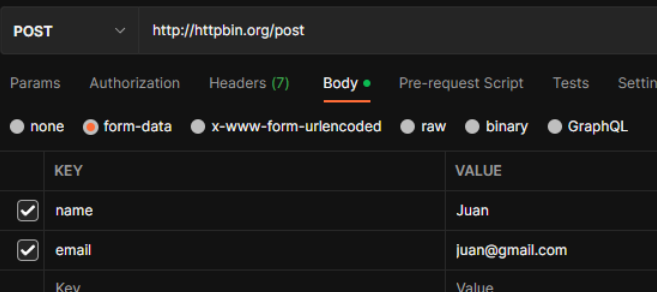 POST http://httpbin.org/post
Params Authorization Headers (7) Body Pre-request Script Tests Settin
none form-data x-www-form-urlencoded raw binary GraphQL
KEY VALUE
name Juan
email juan@gmail.com
Key Value